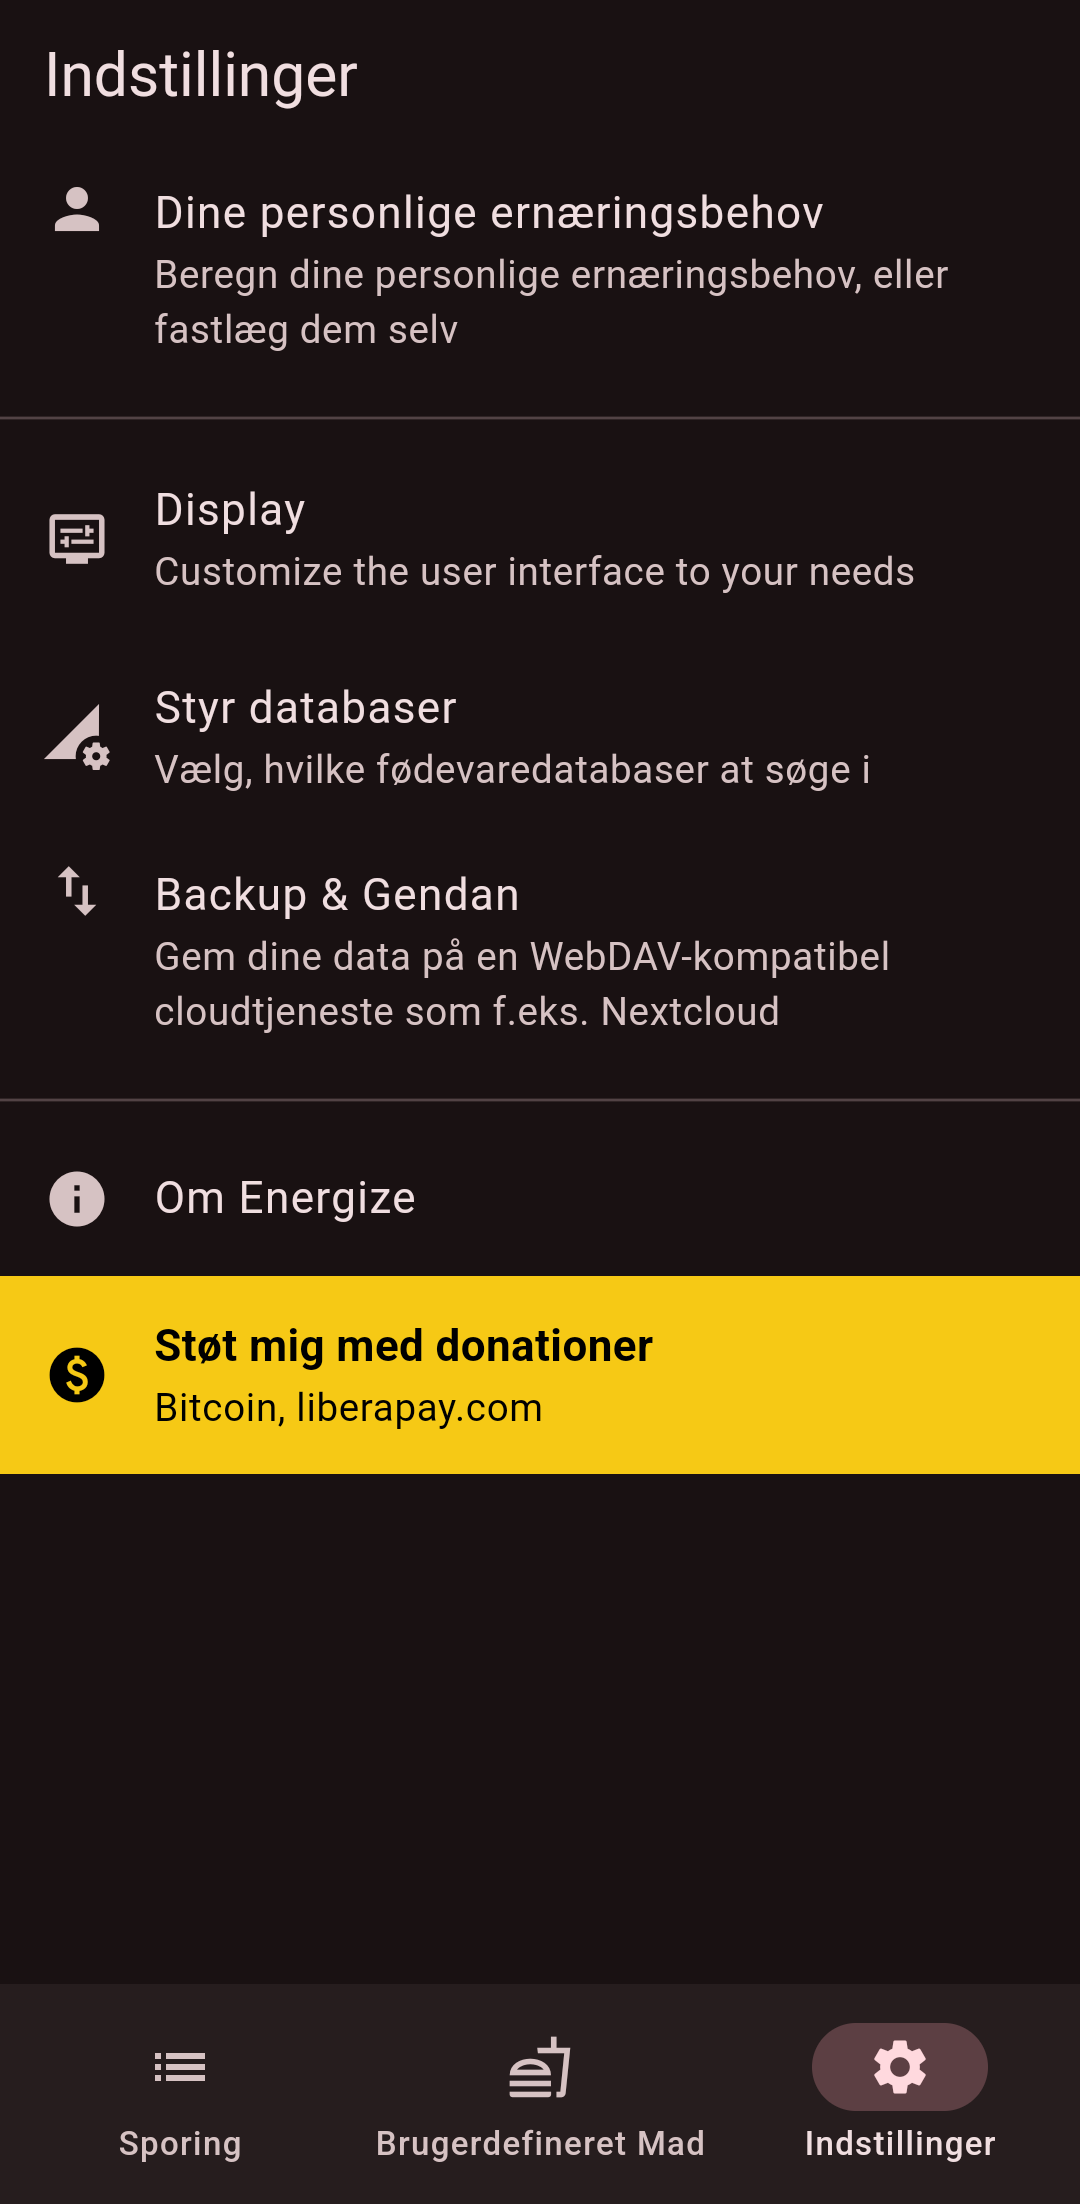 Indstillinger
Dine personlige ernæringsbehov
Beregn dine personlige ernæringsbehov, eller
fastlæg dem selv
Display
Customize the user interface to your needs
Styr databaser
Vælg, hvilke fødevaredatabaser at søge i
Backup & Gendan
Gem dine data på en WebDAV-kompatibel
cloudtjeneste som f.eks. Nextcloud
Om Energize
Støt mig med donationer
Bitcoin, liberapay.com
Sporing
Brugerdefineret Mad
Indstillinger